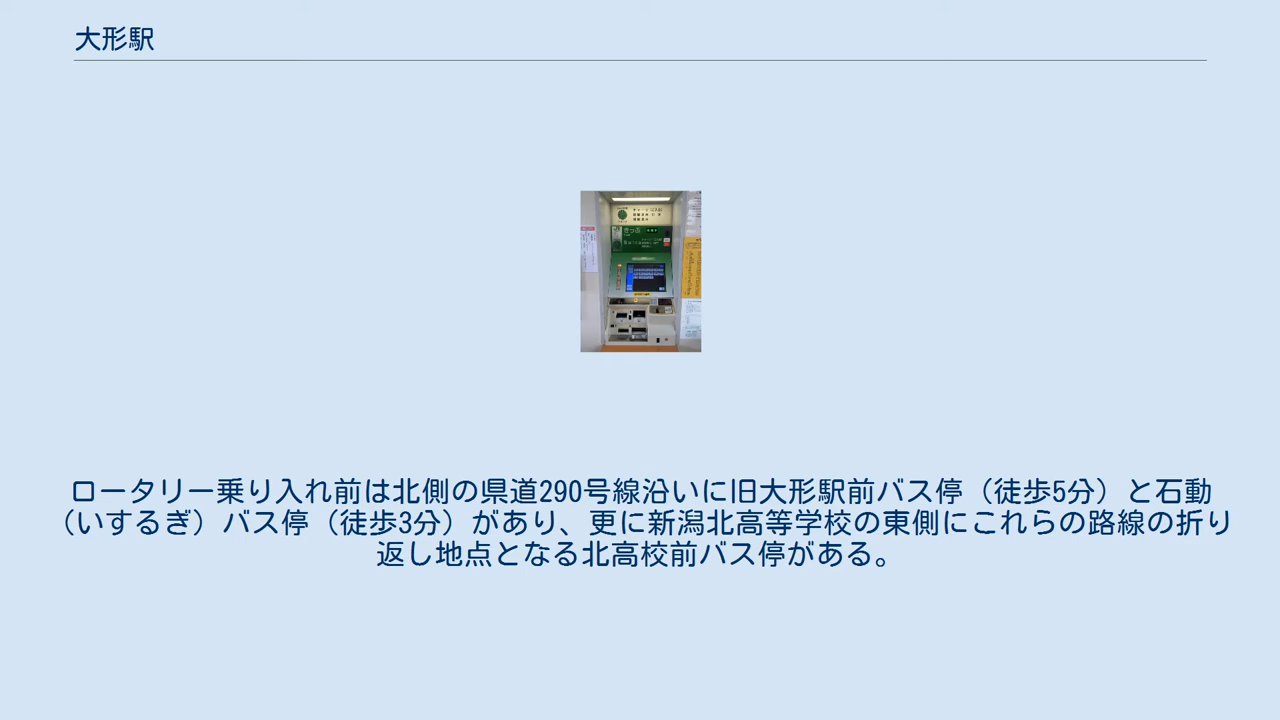 大形駅
きっぷ
ロータリー乗り入れ前は北側の県道290号線沿いに旧大形駅前バス停（徒歩5分）と石動
（いするぎ）バス停（徒歩3分）があり、更に新潟北高等学校の東側にこれらの路線の折り
返し地点となる北高校前バス停がある。